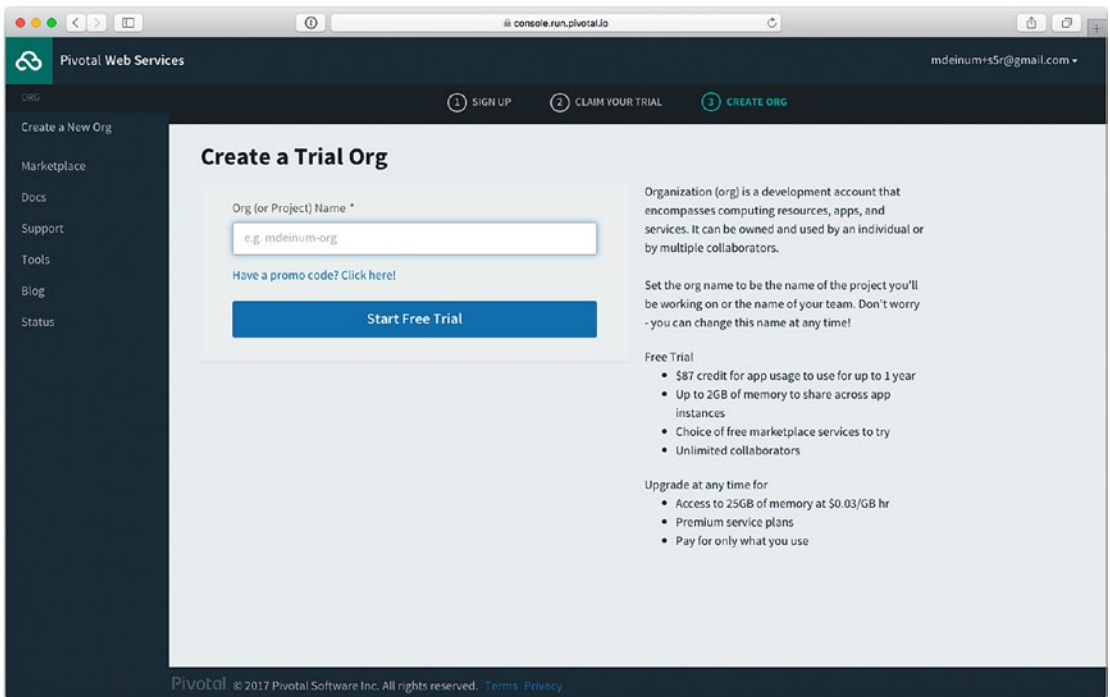 console.run.pivotal.io
Pivotal Web Services
mdeinum+s5r@gmail.com
ORG
1 SIGN UP
2 CLAIM YOUR TRIAL
3 CREATE ORG
Create a New Org
Marketplace
Docs
Support
Tools
Blog
Status
Create a Trial Org
Org (or Project) Name *
e.g. mdeinum-org
Have a promo code? Click here!
Start Free Trial
Organization (org) is a development account that
encompasses computing resources, apps, and
services. It can be owned and used by an individual or
by multiple collaborators.
Set the org name to be the name of the project you'll
be working on or the name of your team. Don't worry
- you can change this name at any time!
Free Trial
• $87 credit for app usage to use for up to 1 year
• Up to 2GB of memory to share across app
instances
• Choice of free marketplace services to try
• Unlimited collaborators
Upgrade at any time for
• Access to 25GB of memory at $0.03/GB hr
• Premium service plans
• Pay for only what you use
Pivotal © 2017 Pivotal Software Inc. All rights reserved. Terms Privacy